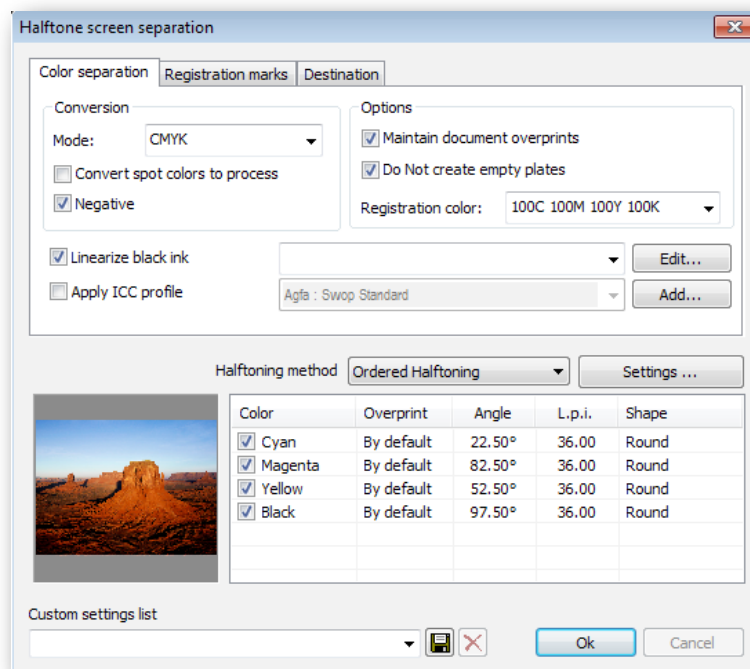 Halftone screen separation
Color separation Registration marks Destination
Conversion
Mode: CMYK
Convert spot colors to process
Negative
Options
Maintain document overprints
Do Not create empty plates
Registration color: 100C 100M 100Y 100K
Linearize black ink Edit...
Apply ICC profile Agfa : Swop Standard Add...
Halftoning method Ordered Halftoning Settings ...
Color Overprint Angle L.p.i. Shape
Cyan By default 22.50° 36.00 Round
Magenta By default 82.50° 36.00 Round
Yellow By default 52.50° 36.00 Round
Black By default 97.50° 36.00 Round
Custom settings list
Ok Cancel